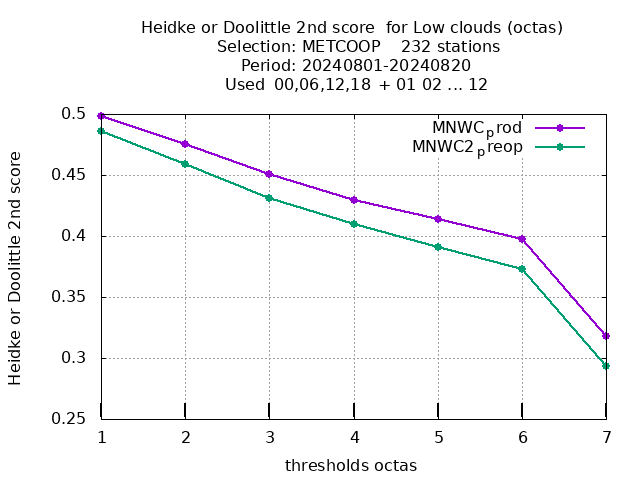 Heidke or Doolittle 2nd score  for Low clouds (octas)
Selection: METCOOP    232 stations
Period: 20240801-20240820
Used  00,06,12,18  + 01 02 ... 12
MNWCprod
MNWC2preop
Heidke or Doolittle 2nd score
0.5
0.45
0.4
0.35
0.3
0.25
1 2 3 4 5 6 7
thresholds octas